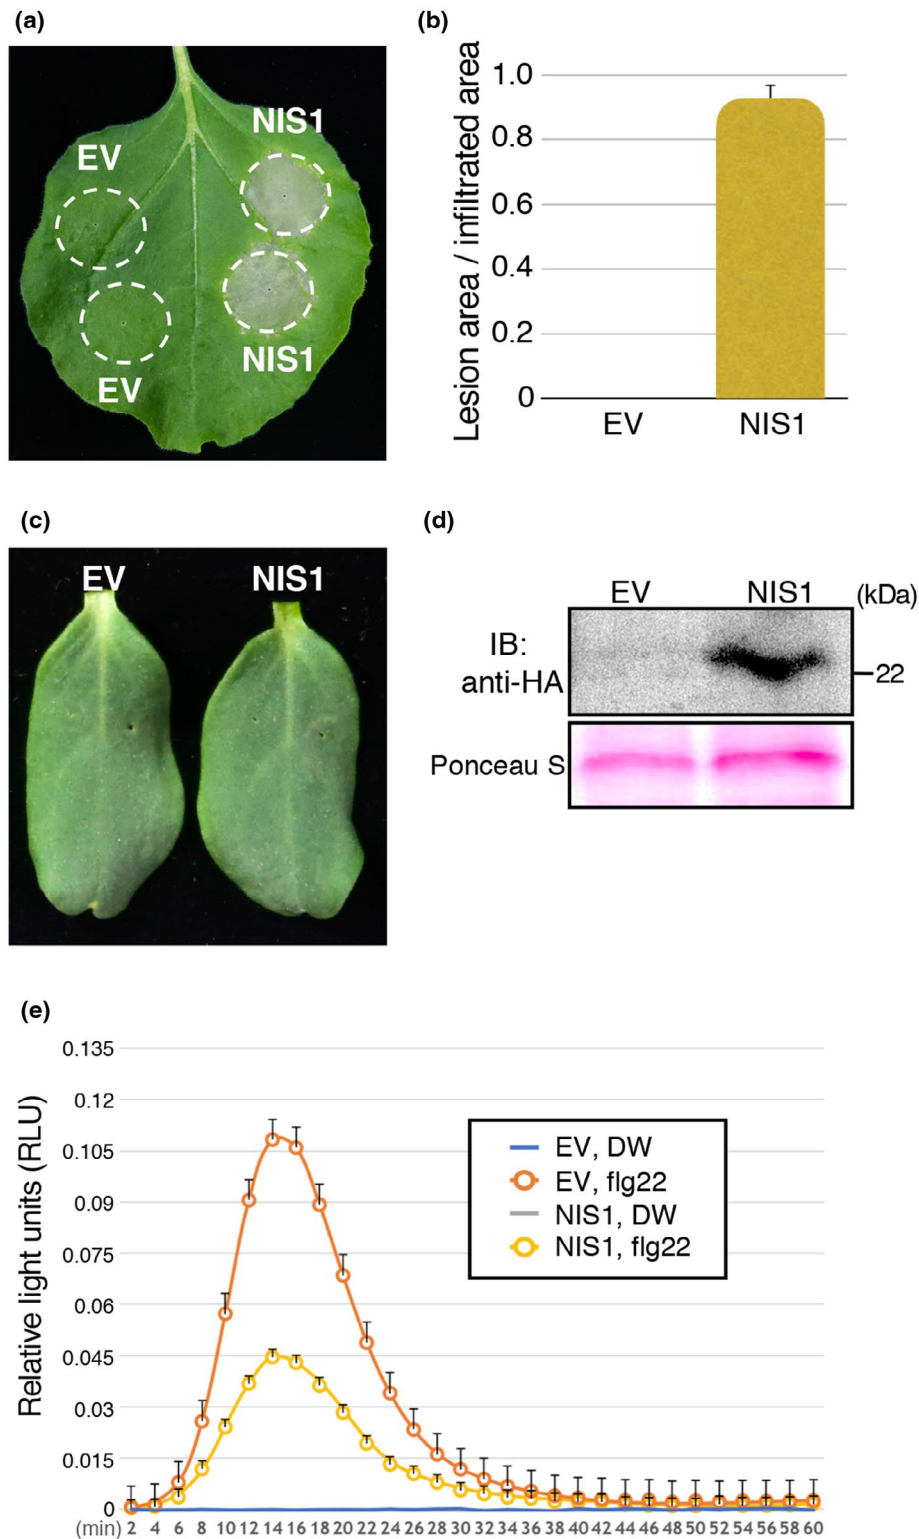 (a)
EV
NIS1
EV
NIS1
(b)
Lesion area / infiltrated area
1.0
0.8
0.6
0.4
0.2
0
EV NIS1
(c)
EV NIS1
(d)
EV NIS1 (kDa)
IB:
anti-HA
22
Ponceau S
(e)
Relative light units (RLU)
0.135
0.12
0.105
0.09
0.075
0.06
0.045
0.03
0.015
0
EV, DW
EV, flg22
NIS1, DW
NIS1, flg22
(min) 2 4 6 8 10 12 14 16 18 20 22 24 26 28 30 32 34 36 38 40 42 44 46 48 50 52 54 56 58 60